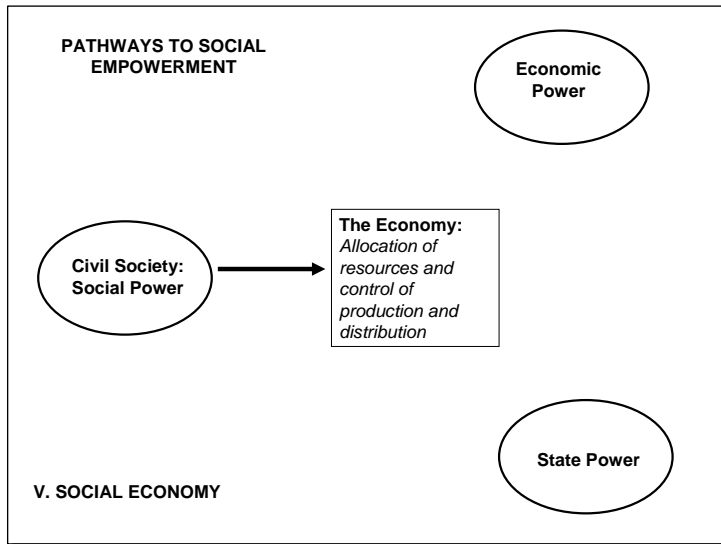 PATHWAYS TO SOCIAL
EMPOWERMENT
Economic
Power
The Economy:
Allocation of
resources and
control of
production and
distribution
Civil Society:
Social Power
State Power
V. SOCIAL ECONOMY